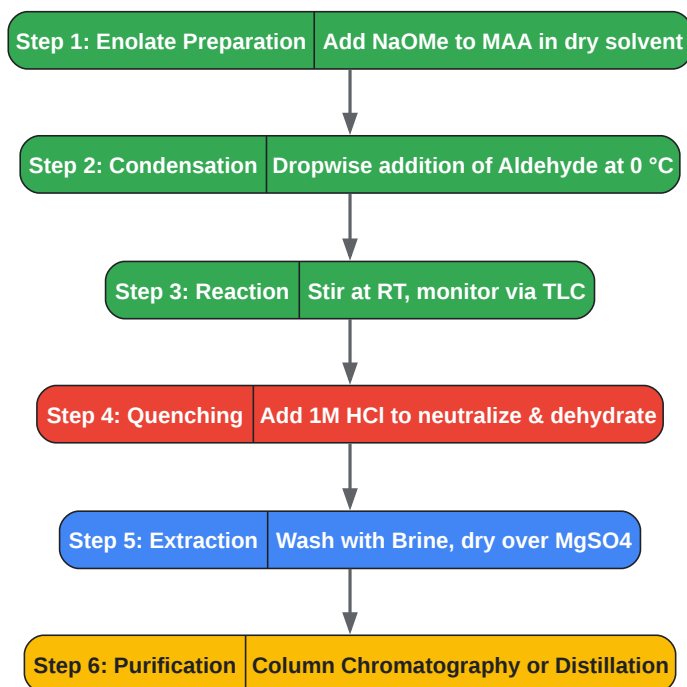 Step 1: Enolate Preparation Add NaOMe to MAA in dry solvent
Step 2: Condensation Dropwise addition of Aldehyde at 0 °C
Step 3: Reaction Stir at RT, monitor via TLC
Step 4: Quenching Add 1M HCl to neutralize & dehydrate
Step 5: Extraction Wash with Brine, dry over MgSO4
Step 6: Purification Column Chromatography or Distillation